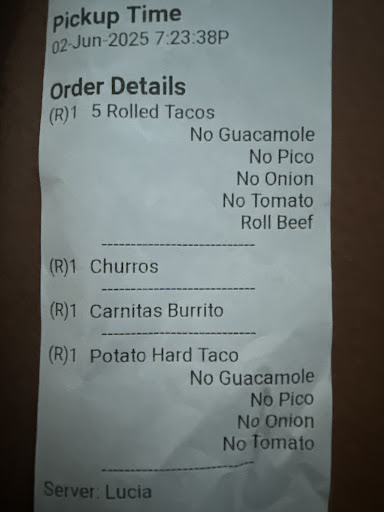 Pickup Time
02-Jun-2025 7:23:38P
Order Details
(R)1 5 Rolled Tacos
No Guacamole
No Pico
No Onion
No Tomato
Roll Beef
----------------------------
(R)1 Churros
----------------------------
(R)1 Carnitas Burrito
----------------------------
(R)1 Potato Hard Taco
No Guacamole
No Pico
No Onion
No Tomato
----------------------------
Server: Lucia